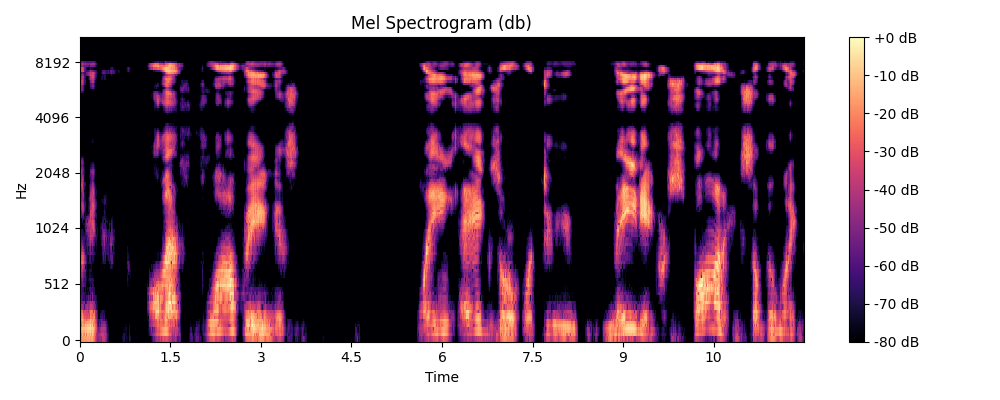 Mel Spectrogram (db)
Hz
8192
4096
2048
1024
512
0
0 1.5 3 4.5 6 7.5 9 10
Time
+0 dB
-10 dB
-20 dB
-30 dB
-40 dB
-50 dB
-60 dB
-70 dB
-80 dB